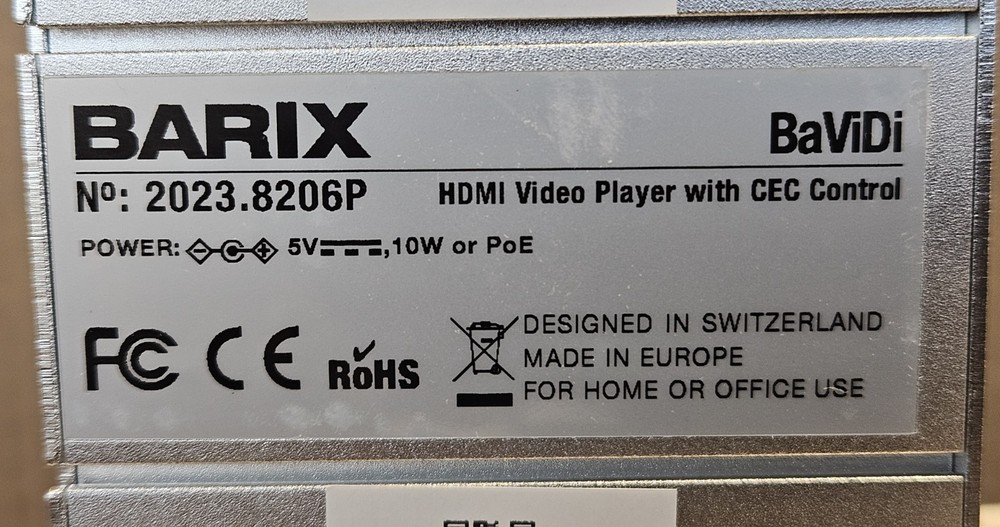 BARIX
BaViDi
Nº: 2023.8206P
HDMI Video Player with CEC Control
POWER: 5V⎓,10W or PoE
FC CE RoHS
DESIGNED IN SWITZERLAND
MADE IN EUROPE
FOR HOME OR OFFICE USE